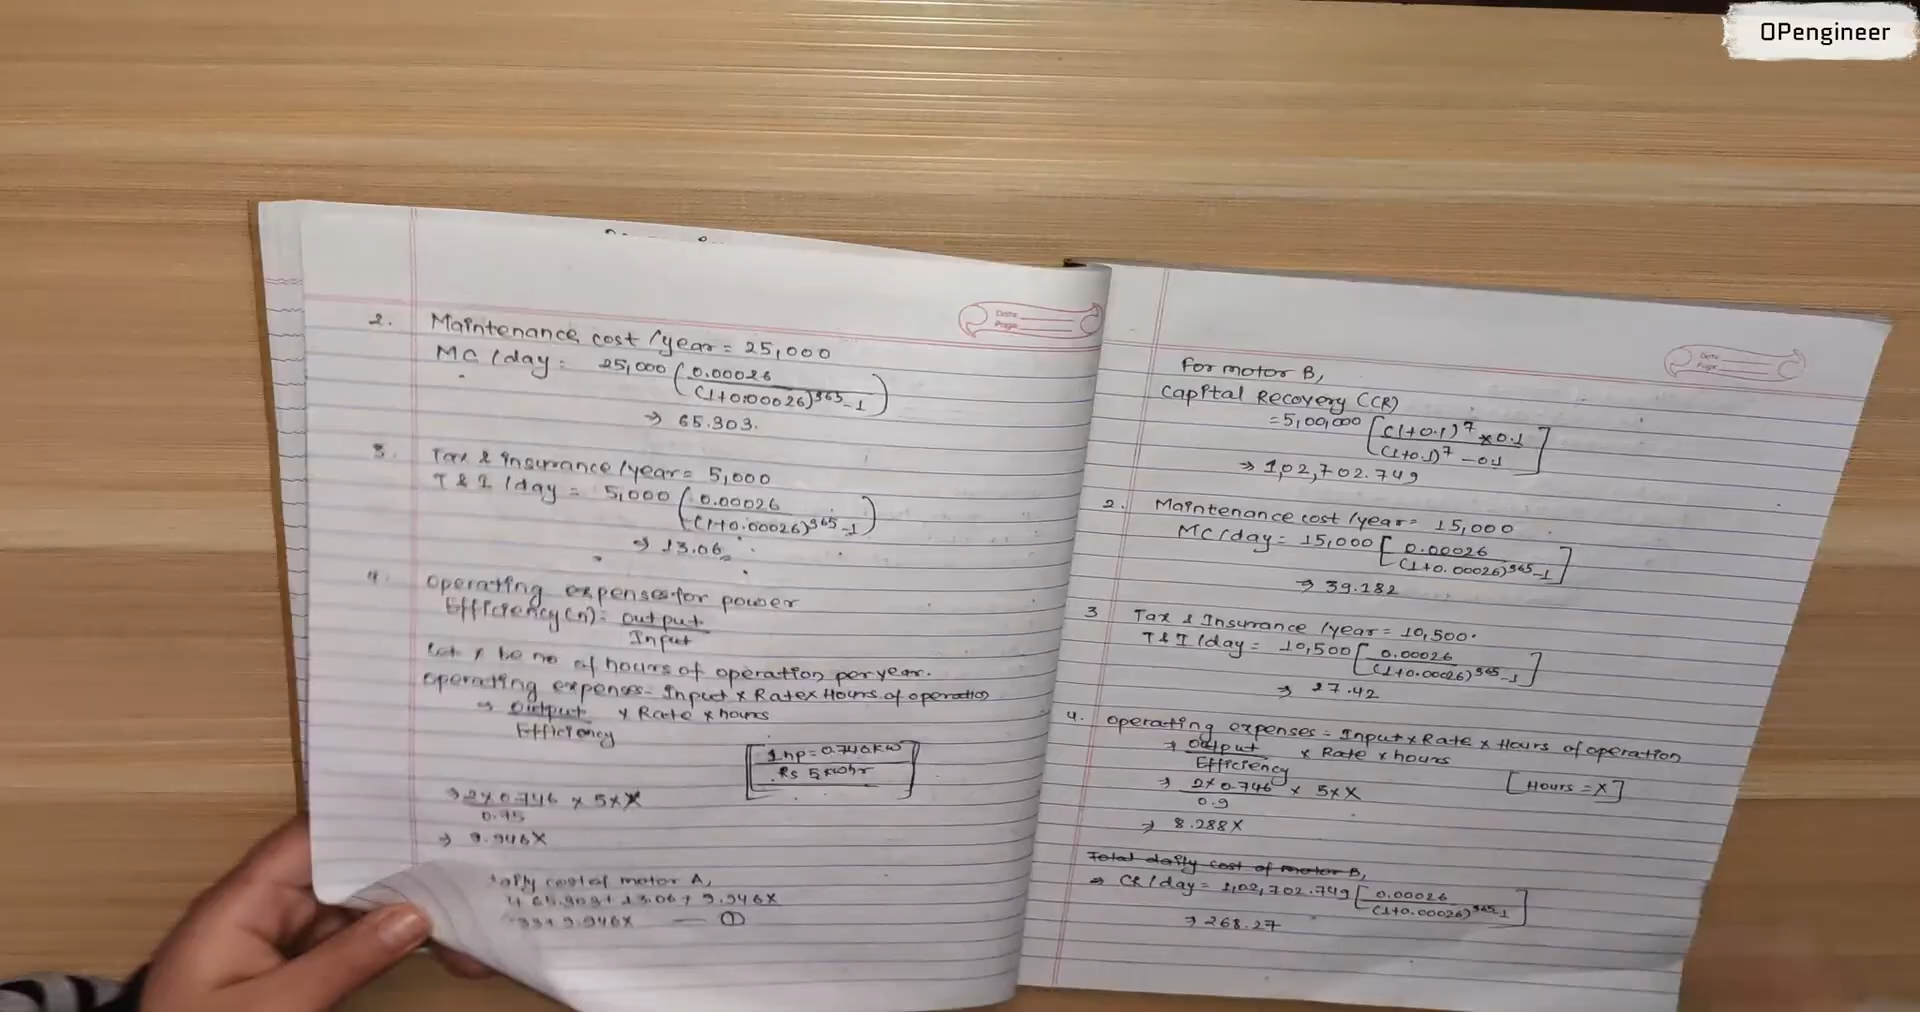 OPengineer
Date
Page
2. Maintenance cost /year = 25,000
MC /day = 25,000 (0.00026 / (1+0.00026)^365 -1)
⇒ 65.303.
3. Tax & insurance /year = 5,000
T & I /day = 5,000 (0.00026 / (1+0.00026)^365 -1)
⇒ 13.06
4. Operating expenses for power
Efficiency (n) = output / Input
Let x be no of hours of operation per year.
Operating expense = Input x Rate x Hours of operation
⇒ output / Efficiency x Rate x hours
1 hp = 0.746 KW
Rs 5
⇒ 2 x 0.746 x 5 x X
⇒ 9.946X
cost of motor A,
65.303 + 13.06 + 9.946X
+ 9.946X — ①
Date
Page
For motor B,
Capital Recovery (CR)
= 5,00,000 [(1+0.1)^7 x 0.1 / (1+0.1)^7 - 0.1]
⇒ 1,02,702.749
2. Maintenance cost /year = 15,000
MC /day = 15,000 [0.00026 / (1+0.00026)^365 -1]
⇒ 39.182
3 Tax & Insurance /year = 10,500.
T & I /day = 10,500 [0.00026 / (1+0.00026)^365 -1]
⇒ 27.42
4. Operating expenses = Input x Rate x Hours of operation
⇒ Output / Efficiency x Rate x hours
[Hours = X]
⇒ 2 x 0.746 / 0.9 x 5 x X
⇒ 8.288X
Total daily cost of motor B,
⇒ CR /day = 1,02,702.749 [0.00026 / (1+0.00026)^365 -1]
⇒ 268.27